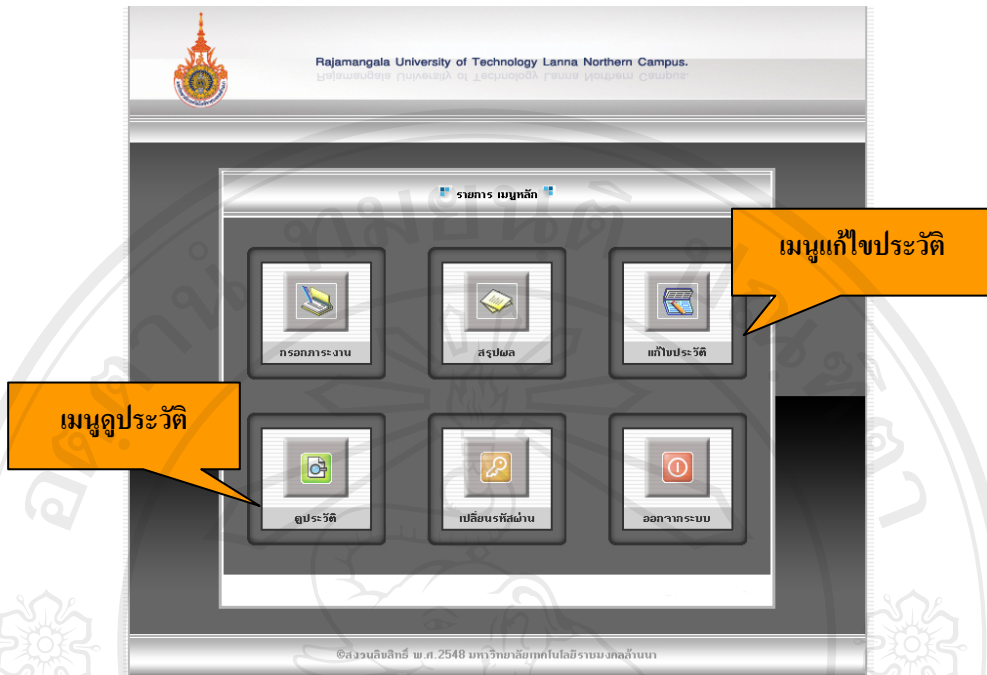 Rajamangala University of Technology Lanna Northern Campus.
รายการ เมนูหลัก
เมนูแก้ไขประวัติ
กรอกภาระงาน
สรุปผล
แก้ไขประวัติ
เมนูดูประวัติ
ดูประวัติ
เปลี่ยนรหัสผ่าน
ออกจากระบบ
©สงวนลิขสิทธิ์ พ.ศ.2548 มหาวิทยาลัยเทคโนโลยีราชมงคลล้านนา